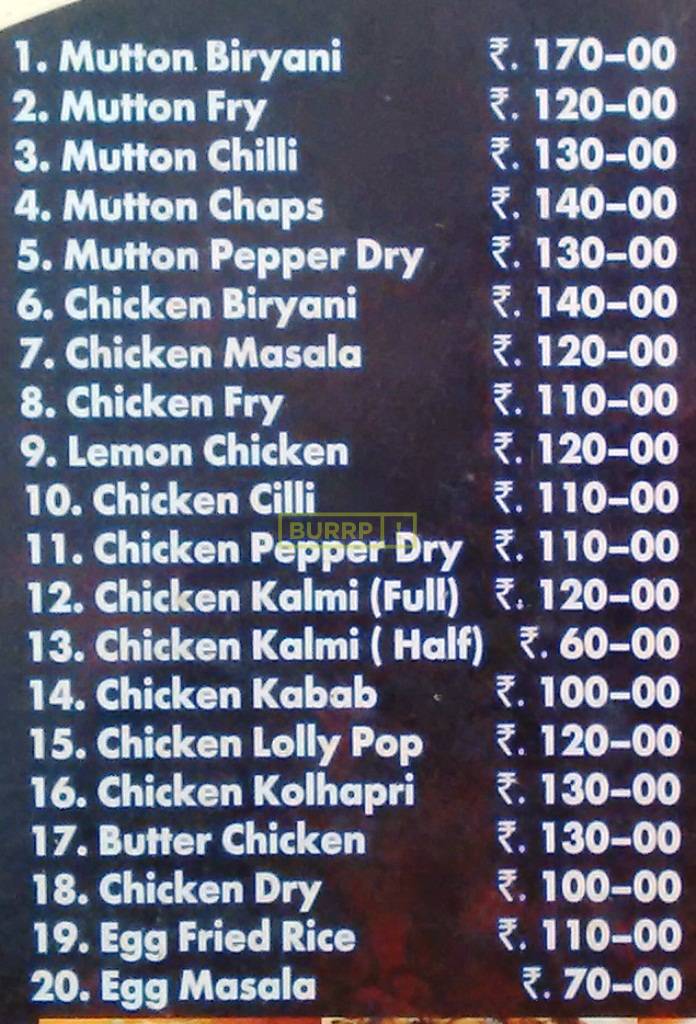 1. Mutton Biryani ₹. 170-00
2. Mutton Fry ₹. 120-00
3. Mutton Chilli ₹. 130-00
4. Mutton Chaps ₹. 140-00
5. Mutton Pepper Dry ₹. 130-00
6. Chicken Biryani ₹. 140-00
7. Chicken Masala ₹. 120-00
8. Chicken Fry ₹. 110-00
9. Lemon Chicken ₹. 120-00
10. Chicken Cilli ₹. 110-00
BURRP!
11. Chicken Pepper Dry ₹. 110-00
12. Chicken Kalmi (Full) ₹. 120-00
13. Chicken Kalmi ( Half) ₹. 60-00
14. Chicken Kabab ₹. 100-00
15. Chicken Lolly Pop ₹. 120-00
16. Chicken Kolhapri ₹. 130-00
17. Butter Chicken ₹. 130-00
18. Chicken Dry ₹. 100-00
19. Egg Fried Rice ₹. 110-00
20. Egg Masala ₹. 70-00